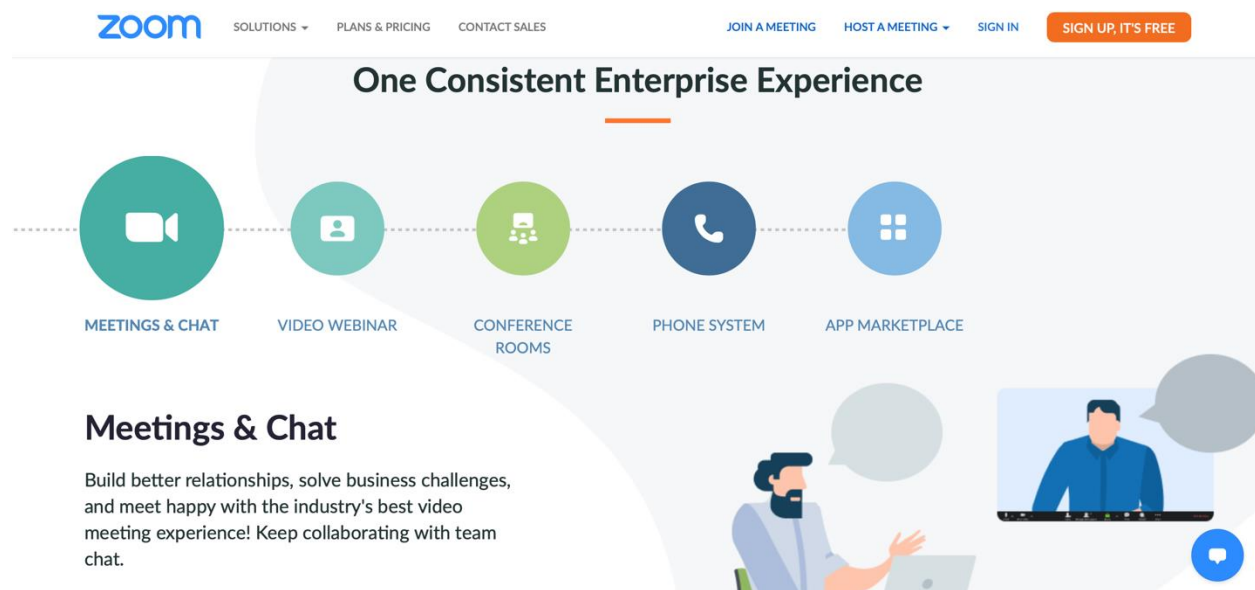 zoom SOLUTIONS PLANS & PRICING CONTACT SALES JOIN A MEETING HOST A MEETING SIGN IN SIGN UP, IT'S FREE
One Consistent Enterprise Experience
MEETINGS & CHAT VIDEO WEBINAR CONFERENCE PHONE SYSTEM APP MARKETPLACE
ROOMS
Meetings & Chat
Build better relationships, solve business challenges,
and meet happy with the industry's best video
meeting experience! Keep collaborating with team
chat.